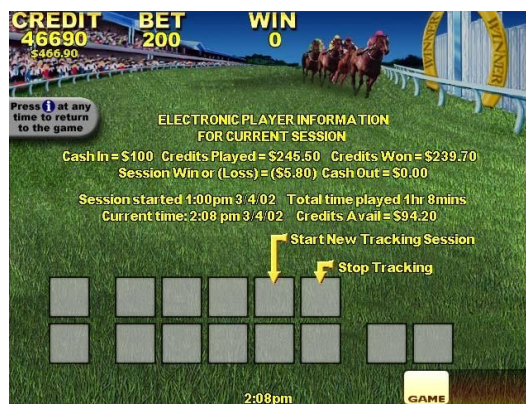 CREDIT BET WIN
46690 200 0
$466.90
WINNER
Press i at any
time to return
to the game
ELECTRONIC PLAYER INFORMATION
FOR CURRENT SESSION
Cash In = $100 Credits Played = $245.50 Credits Won = $239.70
Session Win or (Loss) = ($5.80) Cash Out = $0.00
Session started 1:00pm 3/4/02 Total time played 1hr 8mins
Current time: 2:08 pm 3/4/02 Credits Avail = $94.20
Start New Tracking Session
Stop Tracking
2:08pm
GAME